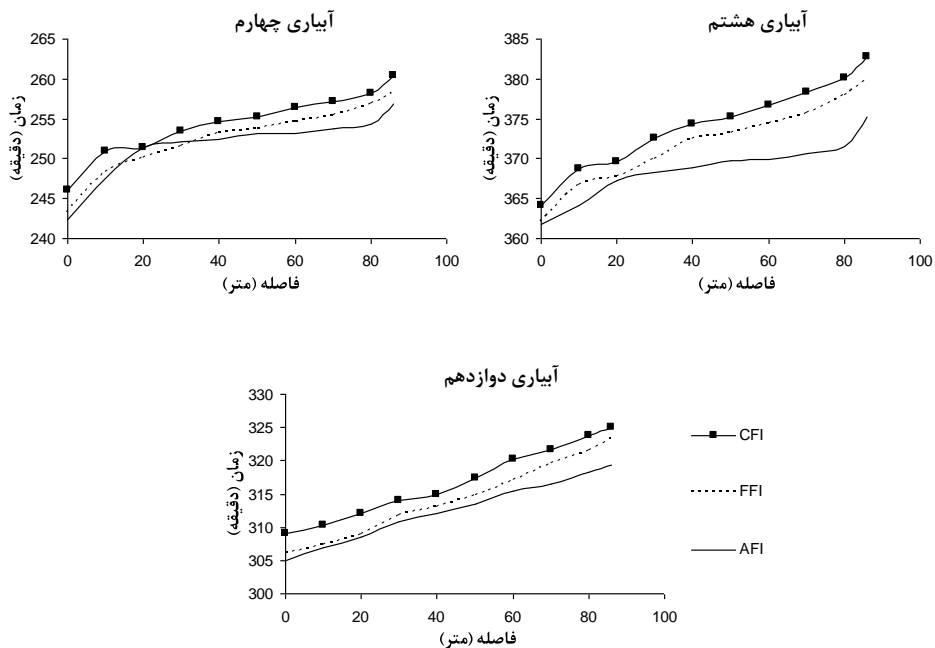 آبیاری چهارم
265
260
255
250
245
240
زمان (دقیقه)
0 20 40 60 80 100
فاصله (متر)
آبیاری هشتم
385
380
375
370
365
360
زمان (دقیقه)
0 20 40 60 80 100
فاصله (متر)
آبیاری دوازدهم
330
325
320
315
310
305
300
زمان (دقیقه)
0 20 40 60 80 100
فاصله (متر)
CFI
FFI
AFI